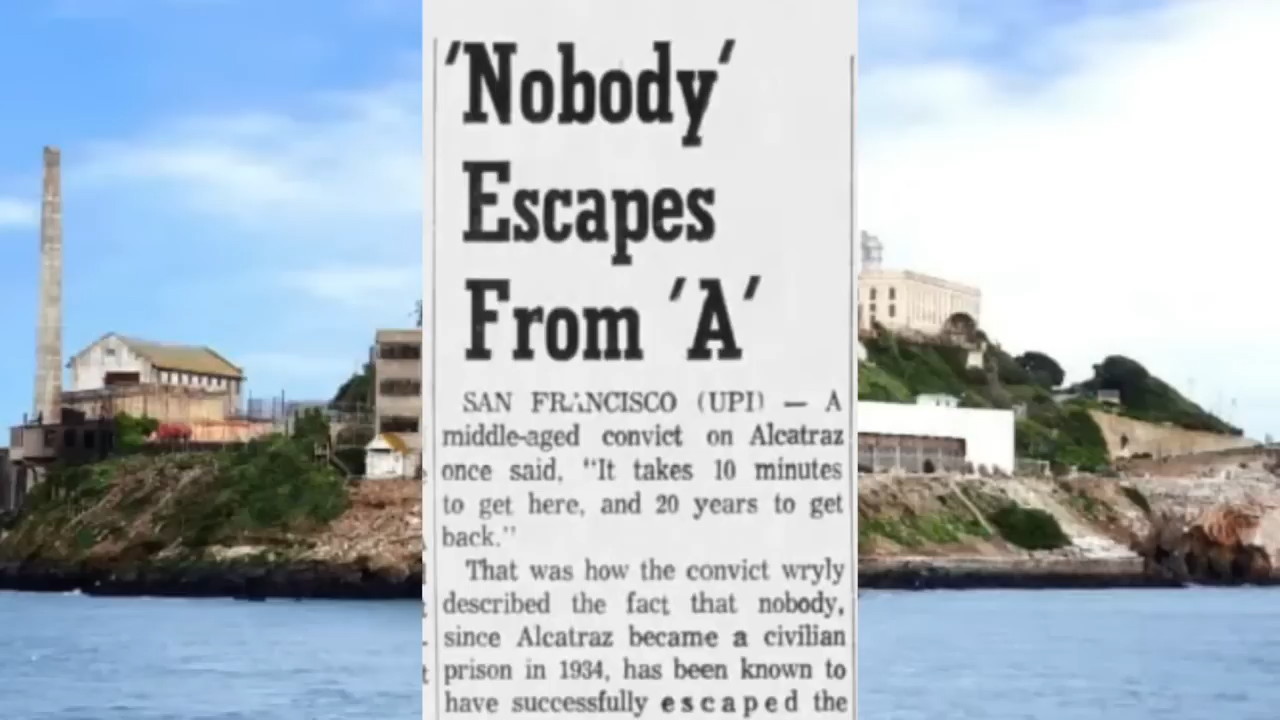 'Nobody'
Escapes
From 'A'
SAN FRANCISCO (UPI) — A
middle-aged convict on Alcatraz
once said, "It takes 10 minutes
to get here, and 20 years to get
back."
That was how the convict wryly
described the fact that nobody,
since Alcatraz became a civilian
prison in 1934, has been known to
have successfully escaped the